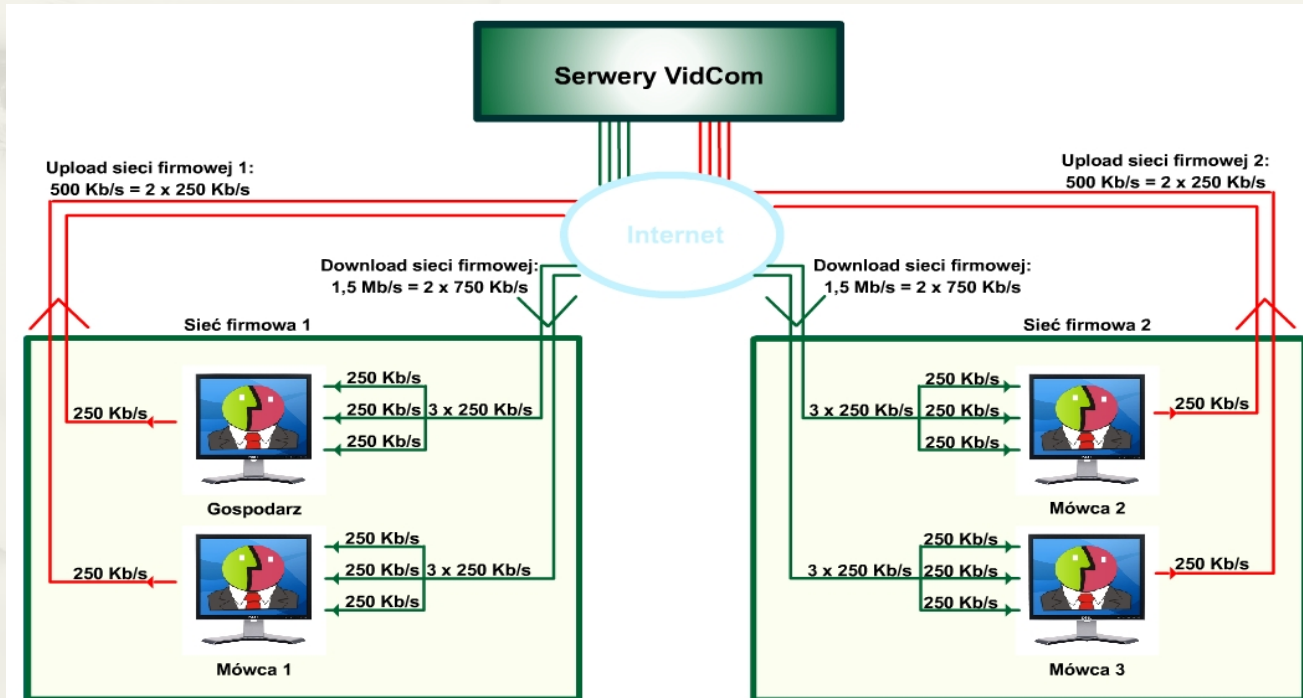 Serwery VidCom
Upload sieci firmowej 1:
500 Kb/s = 2 x 250 Kb/s
Upload sieci firmowej 2:
500 Kb/s = 2 x 250 Kb/s
Internet
Download sieci firmowej:
1,5 Mb/s = 2 x 750 Kb/s
Download sieci firmowej:
1,5 Mb/s = 2 x 750 Kb/s
Sieć firmowa 1
250 Kb/s
250 Kb/s
250 Kb/s
250 Kb/s
3 x 250 Kb/s
Gospodarz
250 Kb/s
250 Kb/s
250 Kb/s
250 Kb/s
3 x 250 Kb/s
Mówca 1
Sieć firmowa 2
3 x 250 Kb/s
250 Kb/s
250 Kb/s
250 Kb/s
250 Kb/s
Mówca 2
3 x 250 Kb/s
250 Kb/s
250 Kb/s
250 Kb/s
250 Kb/s
Mówca 3